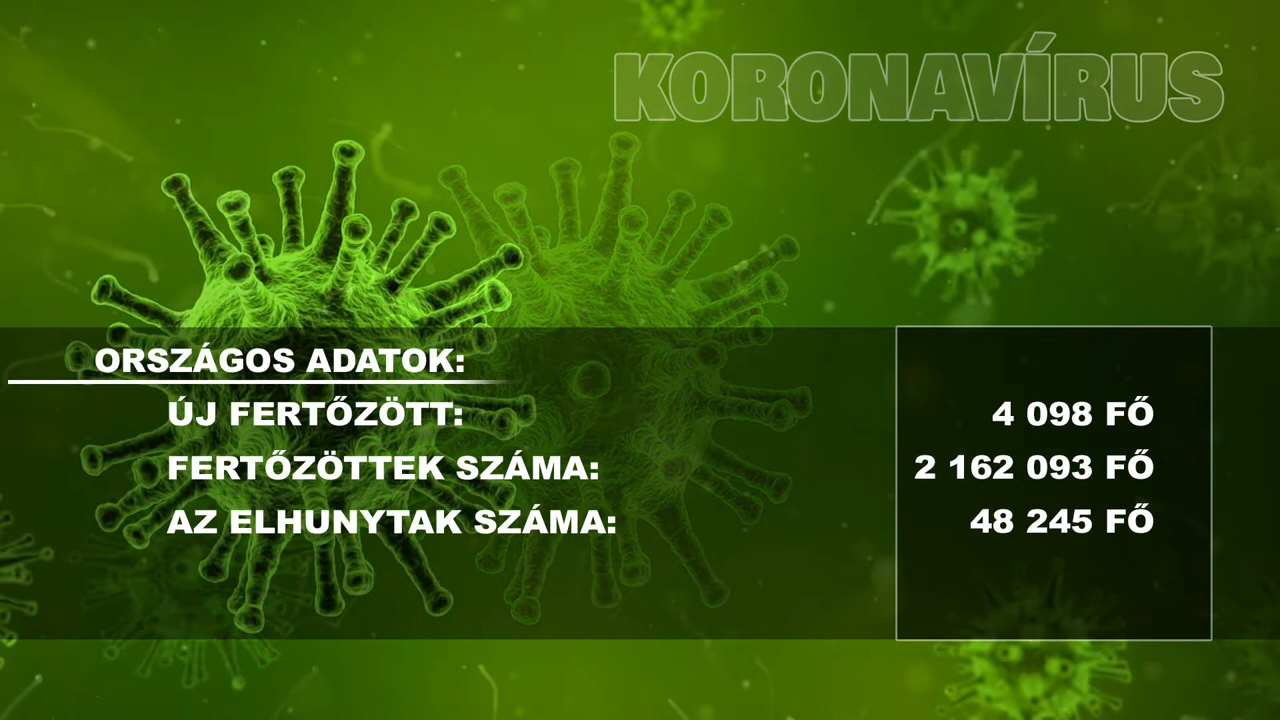 KORONAVÍRUS
ORSZÁGOS ADATOK:
ÚJ FERTŐZÖTT: 4 098 FŐ
FERTŐZÖTTEK SZÁMA: 2 162 093 FŐ
AZ ELHUNYTAK SZÁMA: 48 245 FŐ